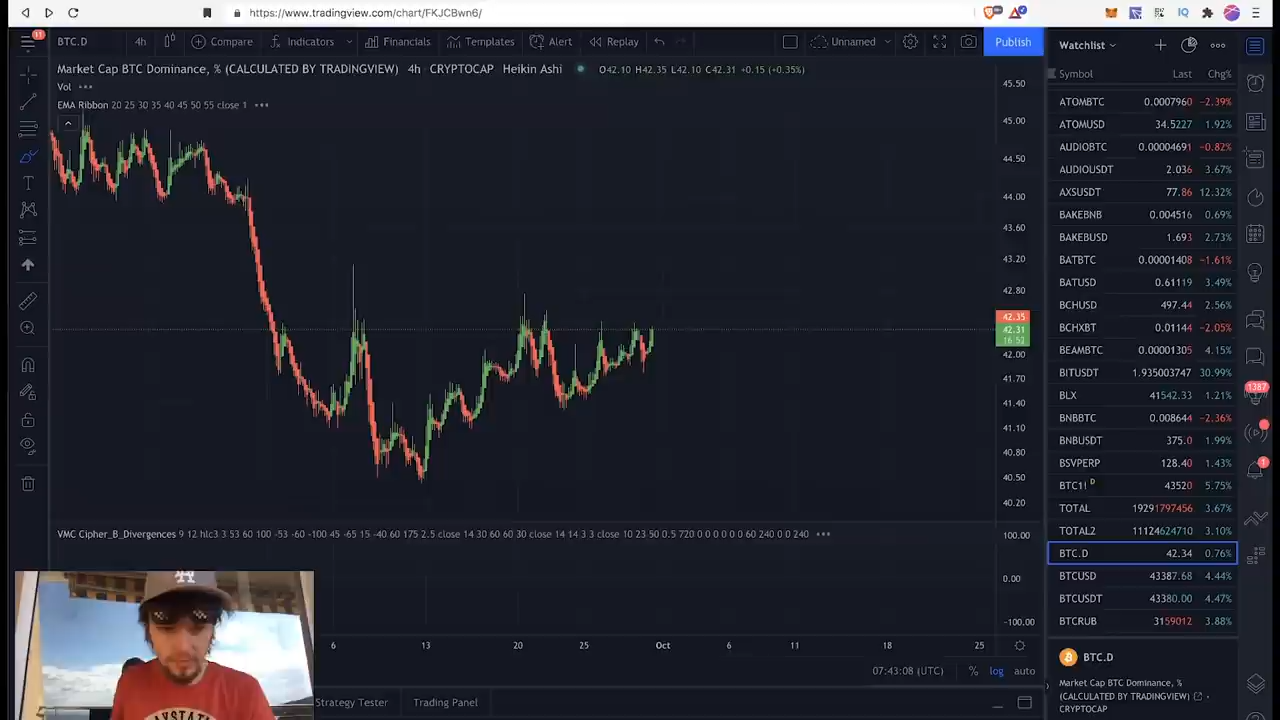 https://www.tradingview.com/chart/FKJCBwn6/
11
BTC.D 4h Compare Indicators Financials Templates Alert Replay Unnamed Publish
Market Cap BTC Dominance, % (CALCULATED BY TRADINGVIEW) 4h CRYPTOCAP Heikin Ashi O42.10 H42.35 L42.10 C42.31 +0.15 (+0.35%)
Vol
EMA Ribbon 20 25 30 35 40 45 50 55 close 1
45.50
45.00
44.50
44.00
43.60
43.20
42.80
42.35
42.31
16:52
42.00
41.70
41.40
41.10
40.80
40.50
40.20
VMC Cipher_B_Divergences 9 12 hlc3 3 53 60 100 -53 -60 -100 45 -65 15 -40 60 175 2.5 close 14 30 60 60 30 close 14 14 3 3 close 10 23 50 0.5 720 0 0 0 0 0 60 240 0 0 240
100.00
0.00
-100.00
6 13 20 25 Oct 6 11 18 25
07:43:08 (UTC) % log auto
Strategy Tester Trading Panel
Watchlist
Symbol Last Chg%
ATOMBTC 0.0007960 −2.39%
ATOMUSD 34.5227 1.92%
AUDIOBTC 0.00004691 −0.82%
AUDIOUSDT 2.036 3.67%
AXSUSDT 77.86 12.32%
BAKEBNB 0.004516 0.69%
BAKEBUSD 1.693 2.73%
BATBTC 0.00001408 −1.61%
BATUSD 0.61119 3.49%
BCHUSD 497.44 2.56%
BCHXBT 0.01144 −2.05%
BEAMBTC 0.00001305 4.15%
BITUSDT 1.935003747 30.99%
BLX 41542.33 1.21%
BNBBTC 0.008644 −2.36%
BNBUSDT 375.0 1.99%
BSVPERP 128.40 1.43%
BTC1! D 43520 5.75%
TOTAL 19291797456 3.67%
TOTAL2 11124624710 3.10%
BTC.D 42.34 0.76%
BTCUSD 43387.68 4.44%
BTCUSDT 43380.00 4.47%
BTCRUB 3159012 3.88%
BTC.D
Market Cap BTC Dominance, %
(CALCULATED BY TRADINGVIEW)
CRYPTOCAP
1387
1
IQ
LA